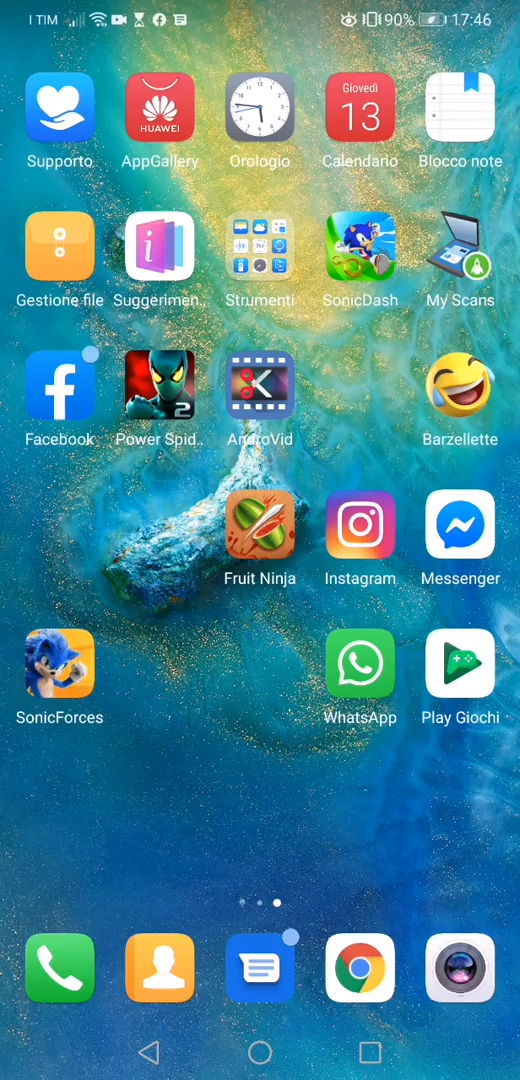 I TIM 90% 17:46
HUAWEI
Giovedì
13
Supporto AppGallery Orologio Calendario Blocco note
Gestione file Suggerimen.. Strumenti SonicDash My Scans
2
Facebook Power Spid.. AndroVid Barzellette
Fruit Ninja Instagram Messenger
SonicForces WhatsApp Play Giochi